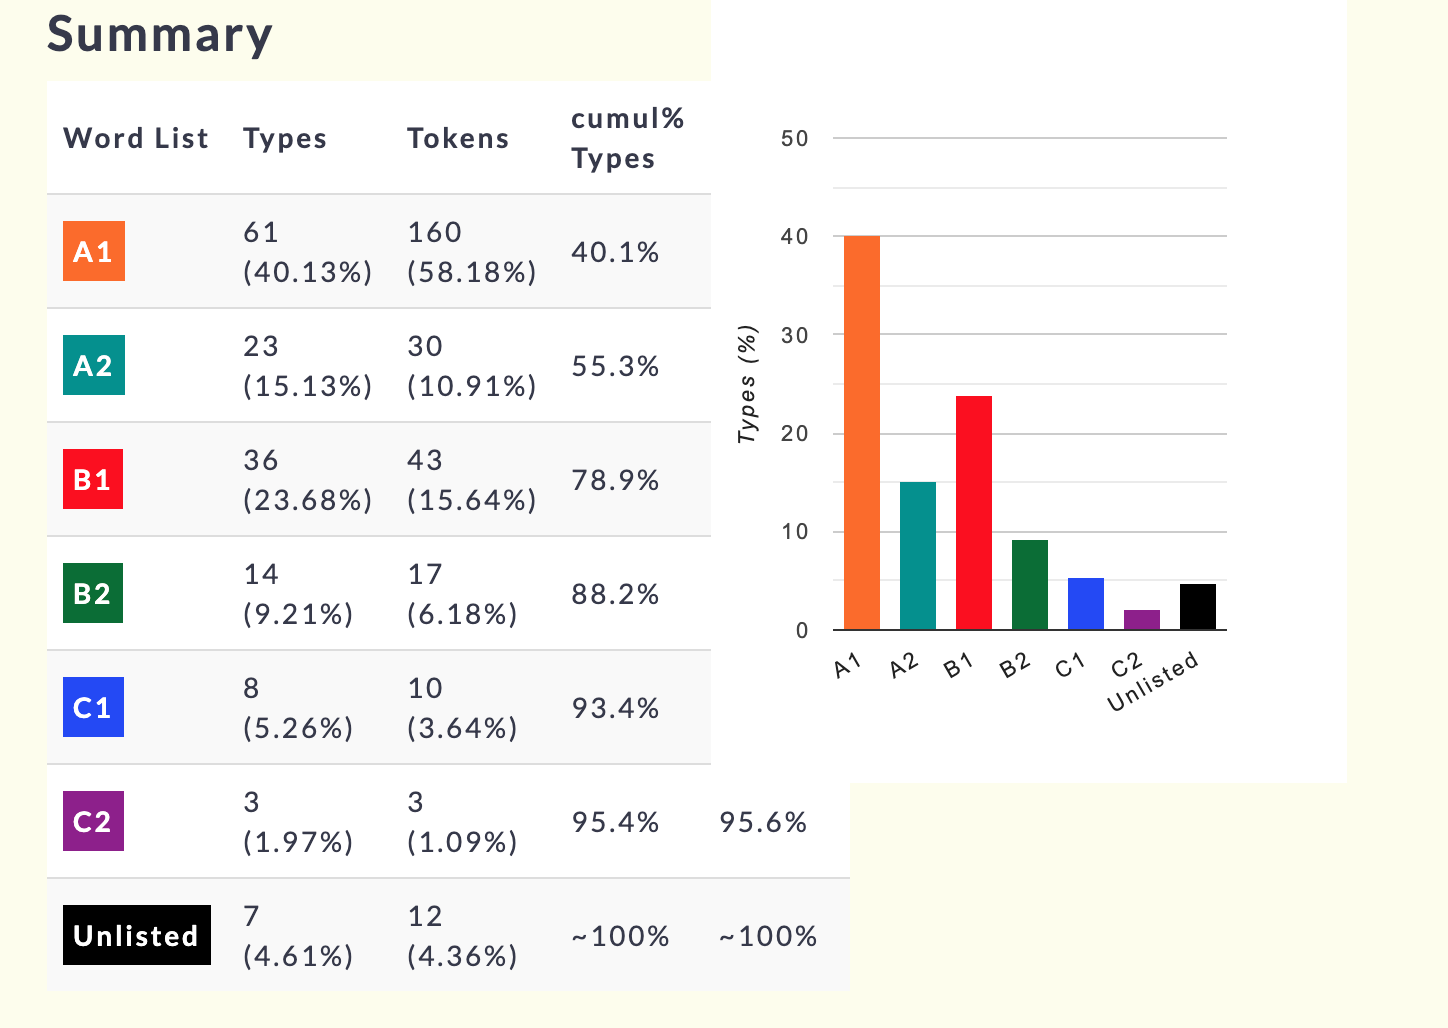 Summary
Word List Types Tokens cumul% Types
A1 61 (40.13%) 160 (58.18%) 40.1%
A2 23 (15.13%) 30 (10.91%) 55.3%
B1 36 (23.68%) 43 (15.64%) 78.9%
B2 14 (9.21%) 17 (6.18%) 88.2%
C1 8 (5.26%) 10 (3.64%) 93.4%
C2 3 (1.97%) 3 (1.09%) 95.4% 95.6%
Unlisted 7 (4.61%) 12 (4.36%) ~100% ~100%
Types (%)
50
40
30
20
10
0
A1 A2 B1 B2 C1 C2 Unlisted